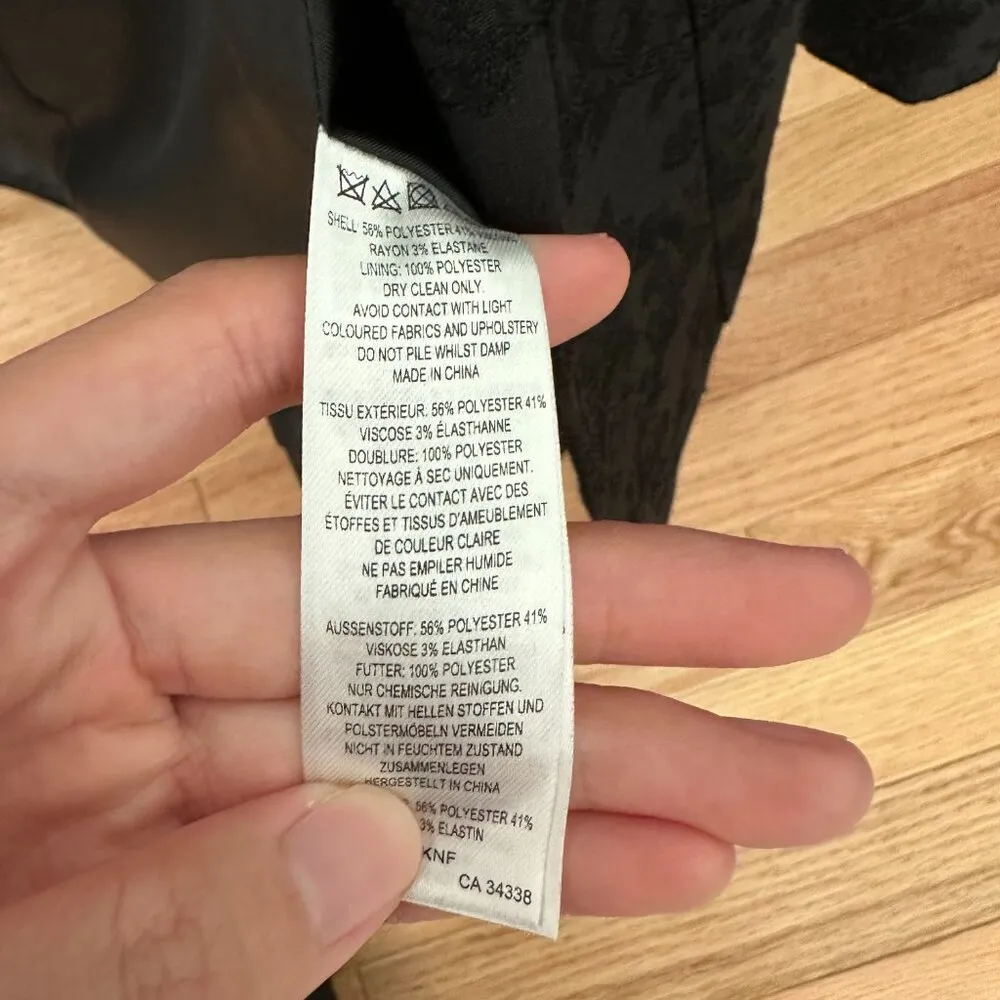 SHELL: 56% POLYESTER 41%
RAYON 3% ELASTANE
LINING: 100% POLYESTER
DRY CLEAN ONLY.
AVOID CONTACT WITH LIGHT
COLOURED FABRICS AND UPHOLSTERY
DO NOT PILE WHILST DAMP
MADE IN CHINA
TISSU EXTÉRIEUR: 56% POLYESTER 41%
VISCOSE 3% ÉLASTHANNE
DOUBLURE: 100% POLYESTER
NETTOYAGE À SEC UNIQUEMENT.
ÉVITER LE CONTACT AVEC DES
ÉTOFFES ET TISSUS D'AMEUBLEMENT
DE COULEUR CLAIRE
NE PAS EMPILER HUMIDE
FABRIQUÉ EN CHINE
AUSSENSTOFF: 56% POLYESTER 41%
VISKOSE 3% ELASTHAN
FUTTER: 100% POLYESTER
NUR CHEMISCHE REINIGUNG.
KONTAKT MIT HELLEN STOFFEN UND
POLSTERMÖBELN VERMEIDEN
NICHT IN FEUCHTEM ZUSTAND
ZUSAMMENLEGEN
HERGESTELLT IN CHINA
56% POLYESTER 41%
3% ELASTIN
KNF
CA 34338